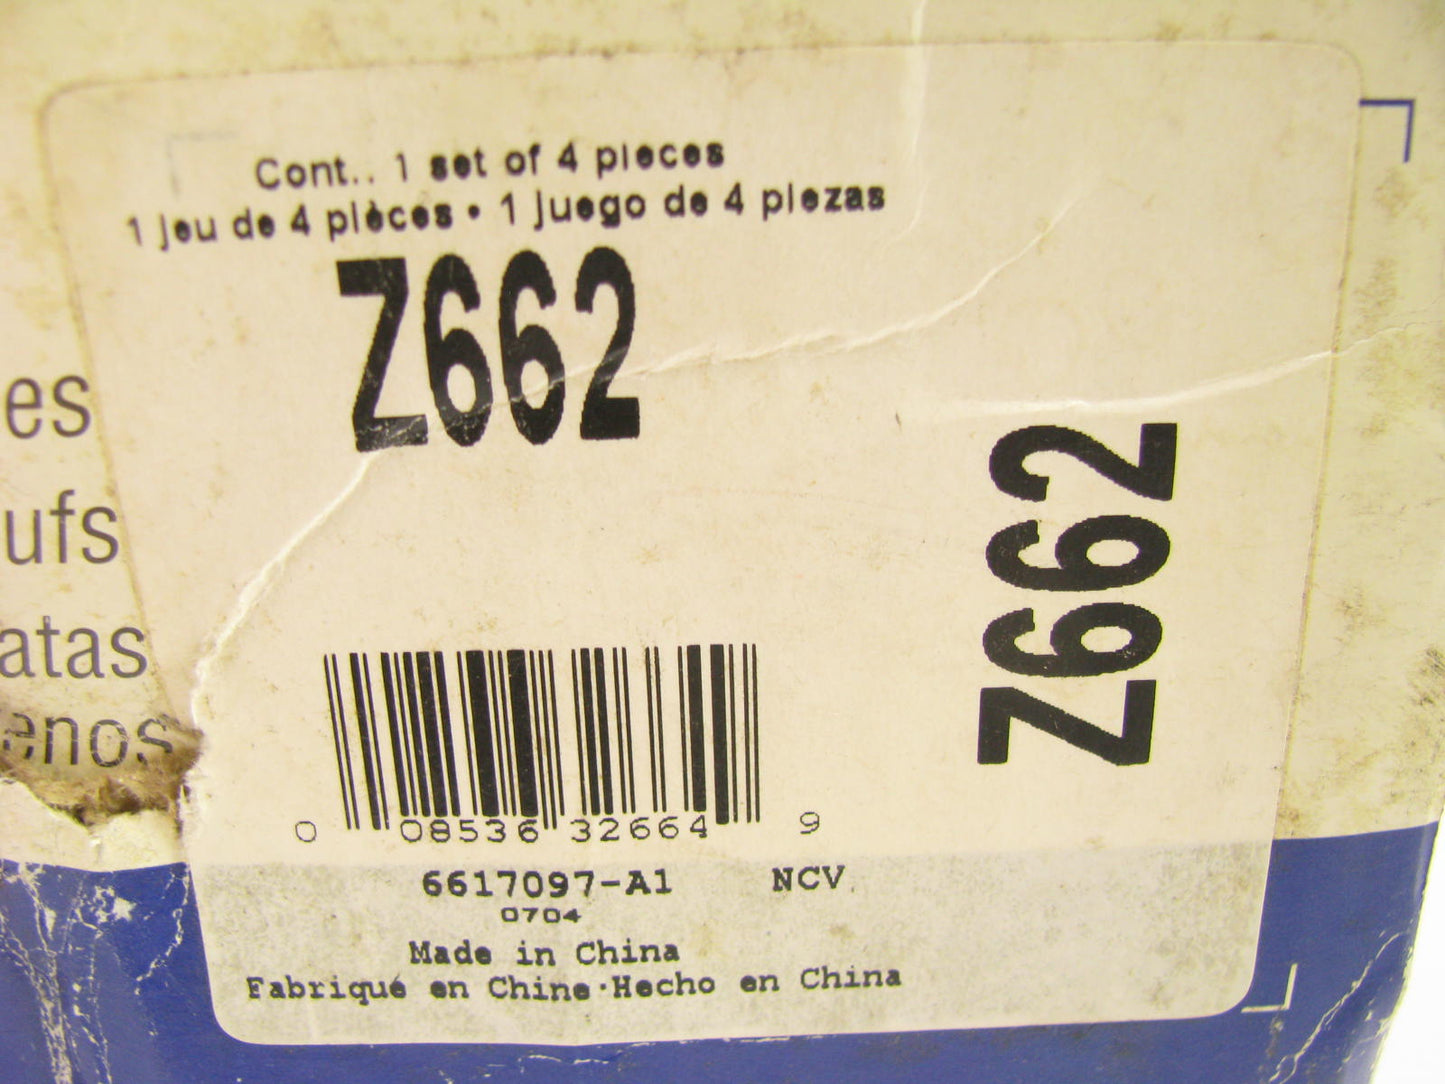 Cont.. 1 set of 4 pieces
1 jeu de 4 pièces • 1 juego de 4 piezas
Z662
Z662
es
ufs
atas
enos
0 08536 32664 9
6617097-A1 NCV
0704
Made in China
Fabriqué en Chine·Hecho en China